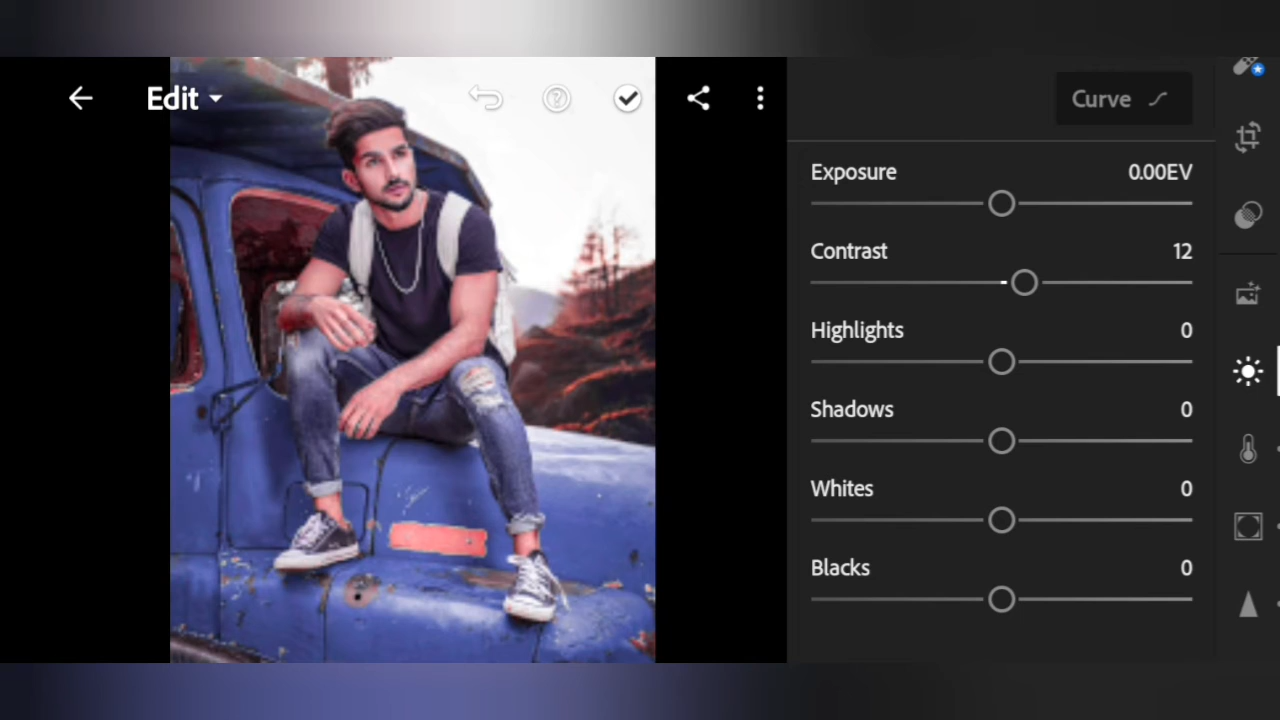 Edit
Curve
Exposure 0.00EV
Contrast 12
Highlights 0
Shadows 0
Whites 0
Blacks 0